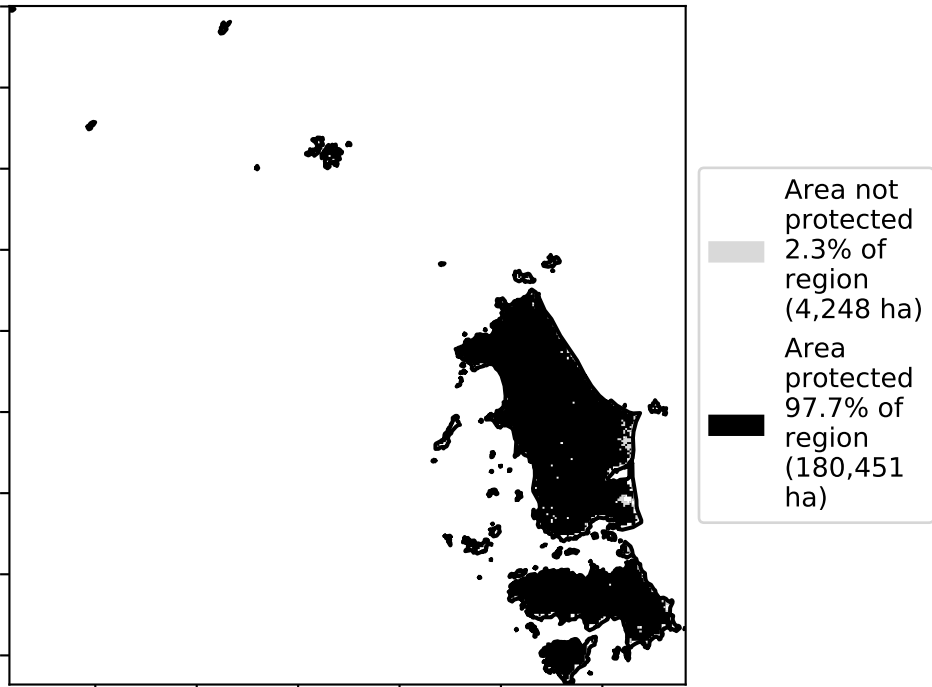 Area not
protected
2.3% of
region
(4,248 ha)
Area
protected
97.7% of
region
(180,451
ha)